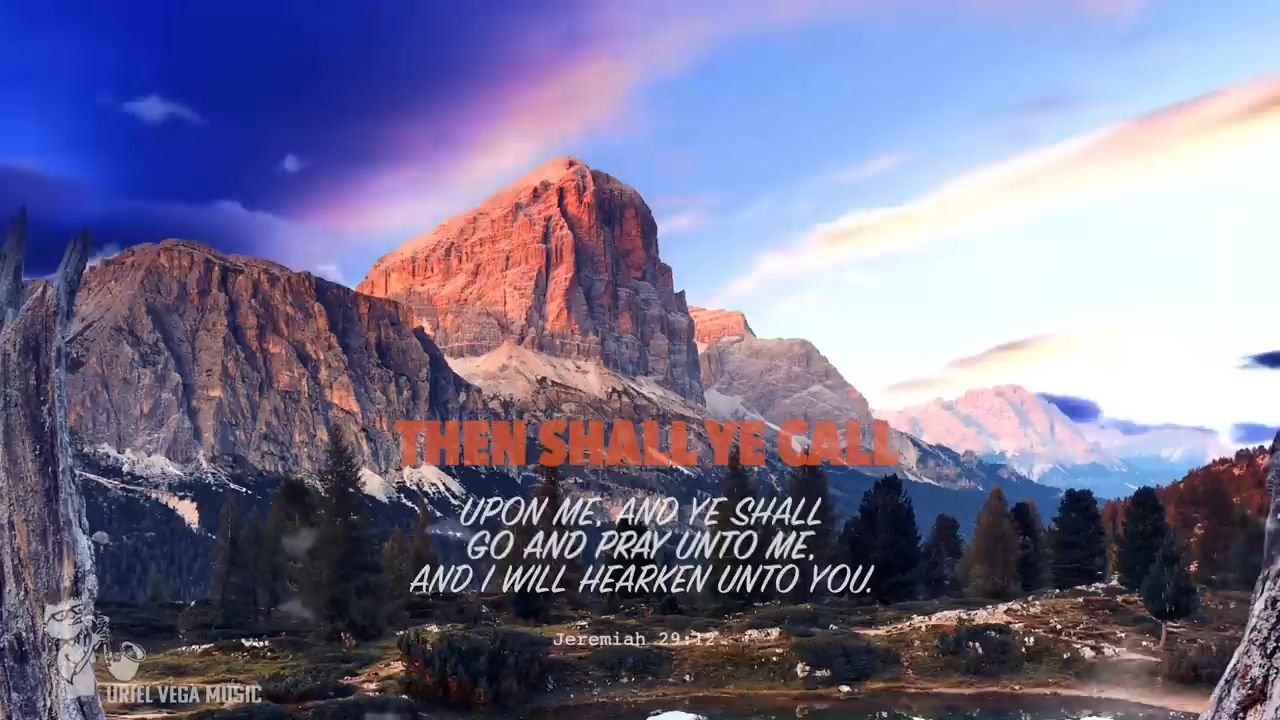 THEN SHALL YE CALL
UPON ME, AND YE SHALL
GO AND PRAY UNTO ME,
AND I WILL HEARKEN UNTO YOU.
Jeremiah 29:12
URIEL VEGA MUSIC